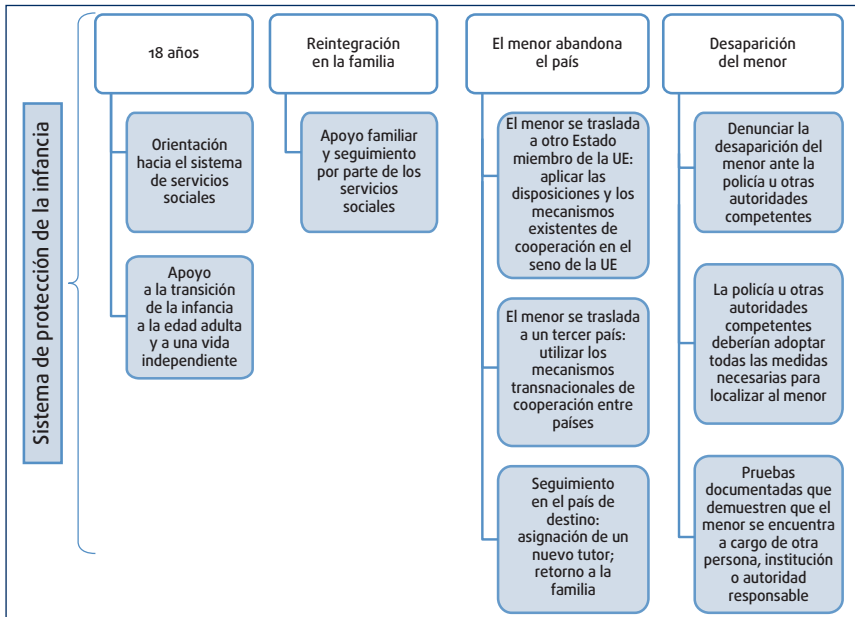 Sistema de protección de la infancia
18 años
Orientación
hacia el sistema
de servicios
sociales
Apoyo
a la transición
de la infancia
a la edad adulta
y a una vida
independiente
Reintegración
en la familia
Apoyo familiar
y seguimiento
por parte de los
servicios
sociales
El menor abandona
el país
El menor se traslada
a otro Estado
miembro de la UE:
aplicar las
disposiciones y los
mecanismos
existentes de
cooperación en el
seno de la UE
El menor se traslada
a un tercer país:
utilizar los
mecanismos
transnacionales de
cooperación entre
países
Seguimiento
en el país de
destino:
asignación de un
nuevo tutor;
retorno a la
familia
Desaparición
del menor
Denunciar la
desaparición del
menor ante la
policía u otras
autoridades
competentes
La policía u otras
autoridades
competentes
deberían adoptar
todas las medidas
necesarias para
localizar al menor
Pruebas
documentadas que
demuestren que el
menor se encuentra
a cargo de otra
persona, institución
o autoridad
responsable